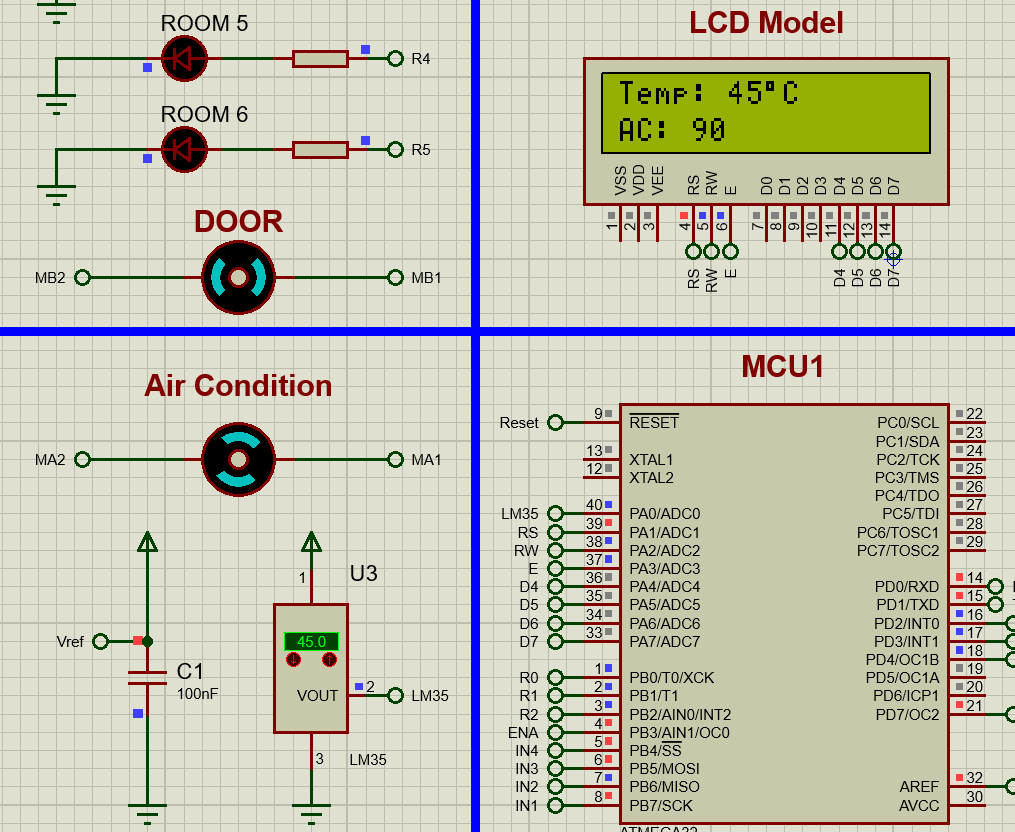 ROOM 5
R4
ROOM 6
R5
DOOR
MB2
MB1
LCD Model
Temp: 45°C
AC: 90
VSS VDD VEE RS RW E D0 D1 D2 D3 D4 D5 D6 D7
1 2 3 4 5 6 7 8 9 10 11 12 13 14
RS RW E D4 D5 D6 D7
Air Condition
MA2
MA1
Vref
C1
100nF
1
U3
45.0
VOUT
2
LM35
3
LM35
MCU1
Reset 9 RESET
13 XTAL1
12 XTAL2
LM35 40 PA0/ADC0
RS 39 PA1/ADC1
RW 38 PA2/ADC2
E 37 PA3/ADC3
D4 36 PA4/ADC4
D5 35 PA5/ADC5
D6 34 PA6/ADC6
D7 33 PA7/ADC7
R0 1 PB0/T0/XCK
R1 2 PB1/T1
R2 3 PB2/AIN0/INT2
ENA 4 PB3/AIN1/OC0
IN4 5 PB4/SS
IN3 6 PB5/MOSI
IN2 7 PB6/MISO
IN1 8 PB7/SCK
PC0/SCL 22
PC1/SDA 23
PC2/TCK 24
PC3/TMS 25
PC4/TDO 26
PC5/TDI 27
PC6/TOSC1 28
PC7/TOSC2 29
PD0/RXD 14
PD1/TXD 15
PD2/INT0 16
PD3/INT1 17
PD4/OC1B 18
PD5/OC1A 19
PD6/ICP1 20
PD7/OC2 21
AREF 32
AVCC 30